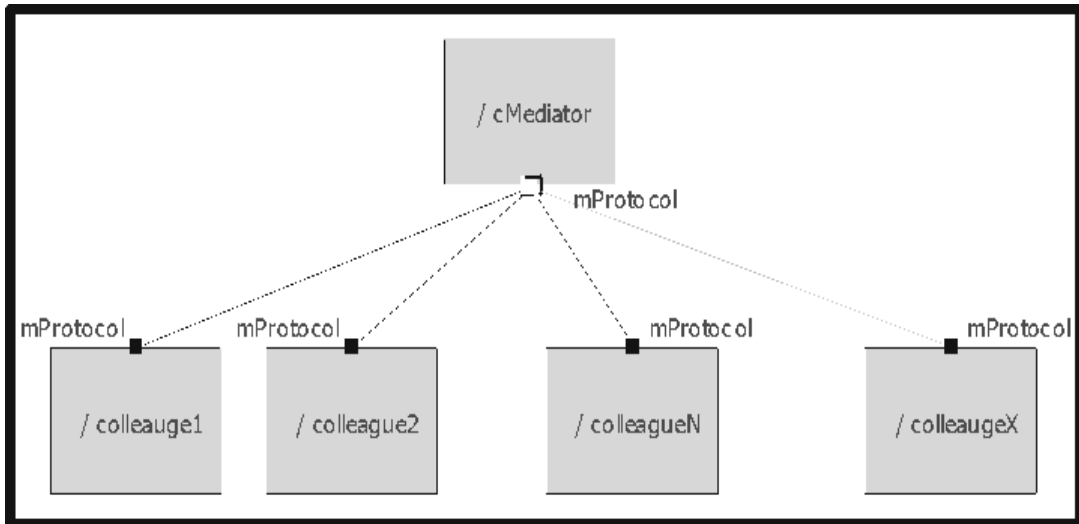 / cMediator
mProtocol
mProtocol
mProtocol
mProtocol
mProtocol
/ colleauge1
/ colleague2
/ colleagueN
/ colleaugeX